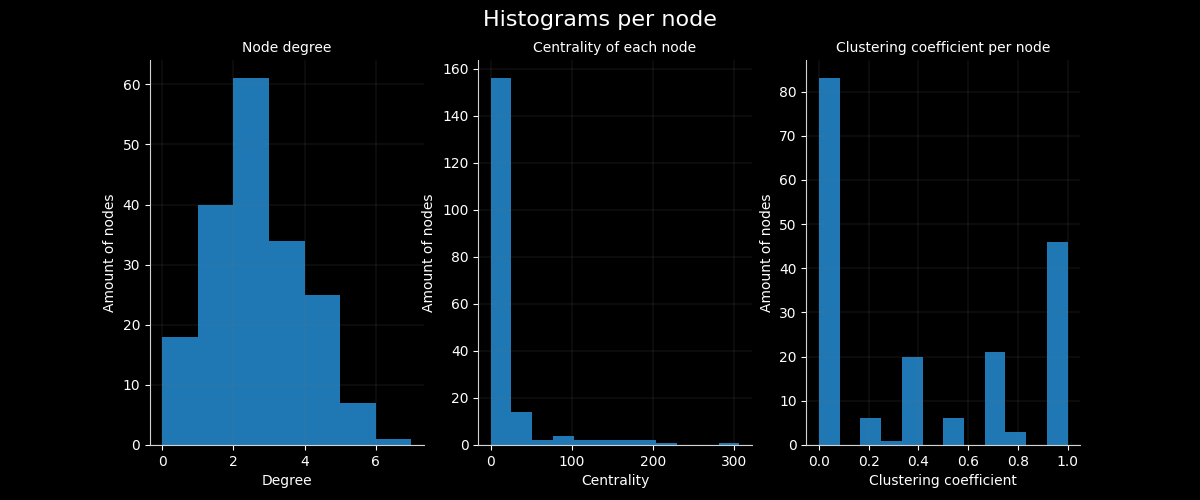 Histograms per node
Node degree
Amount of nodes
60
50
40
30
20
10
0
0 2 4 6
Degree
Centrality of each node
Amount of nodes
160
140
120
100
80
60
40
20
0
0 100 200 300
Centrality
Clustering coefficient per node
Amount of nodes
80
70
60
50
40
30
20
10
0
0.0 0.2 0.4 0.6 0.8 1.0
Clustering coefficient